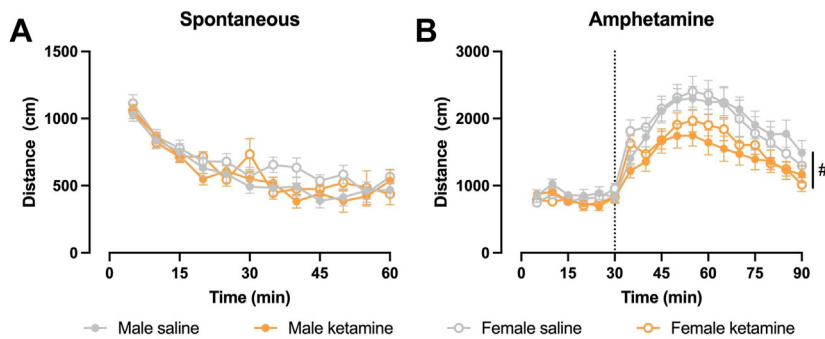 A
Spontaneous
1500
1000
500
0
Distance (cm)
0 15 30 45 60
Time (min)
B
Amphetamine
3000
2000
1000
0
Distance (cm)
#
0 15 30 45 60 75 90
Time (min)
Male saline Male ketamine Female saline Female ketamine